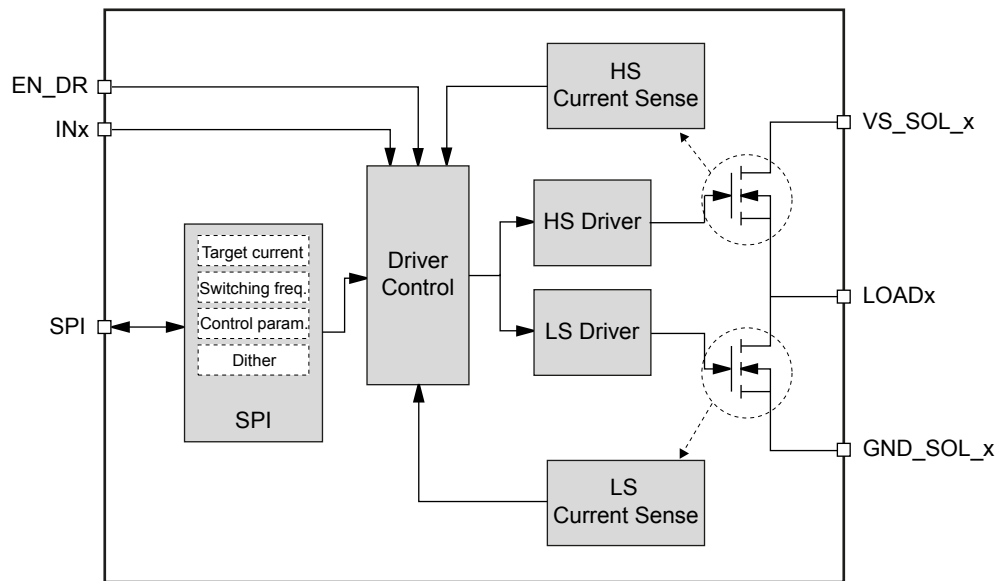 EN_DR
INx
SPI
Target current
Switching freq.
Control param.
Dither
SPI
Driver
Control
HS
Current Sense
HS Driver
LS Driver
LS
Current Sense
VS_SOL_x
LOADx
GND_SOL_x